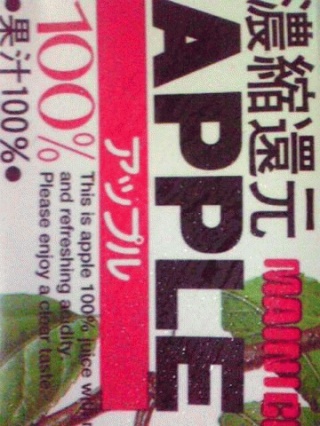 濃縮還元
APPLE
アップル
100%
This is apple 100% juice with
and refreshing acidity.
Please enjoy a clear taste.
●果汁100%●